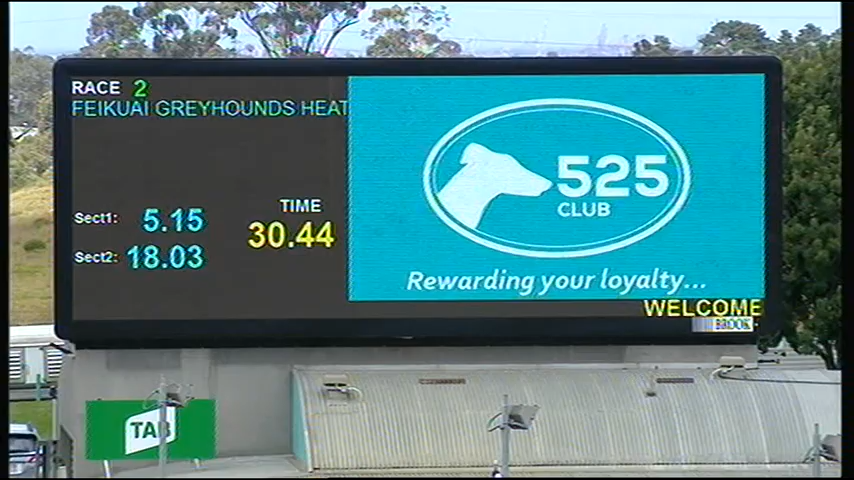 RACE 2
FEIKUAI GREYHOUNDS HEAT
Sect1: 5.15
Sect2: 18.03
TIME
30.44
525
CLUB
Rewarding your loyalty...
WELCOME
BROOK
TAB